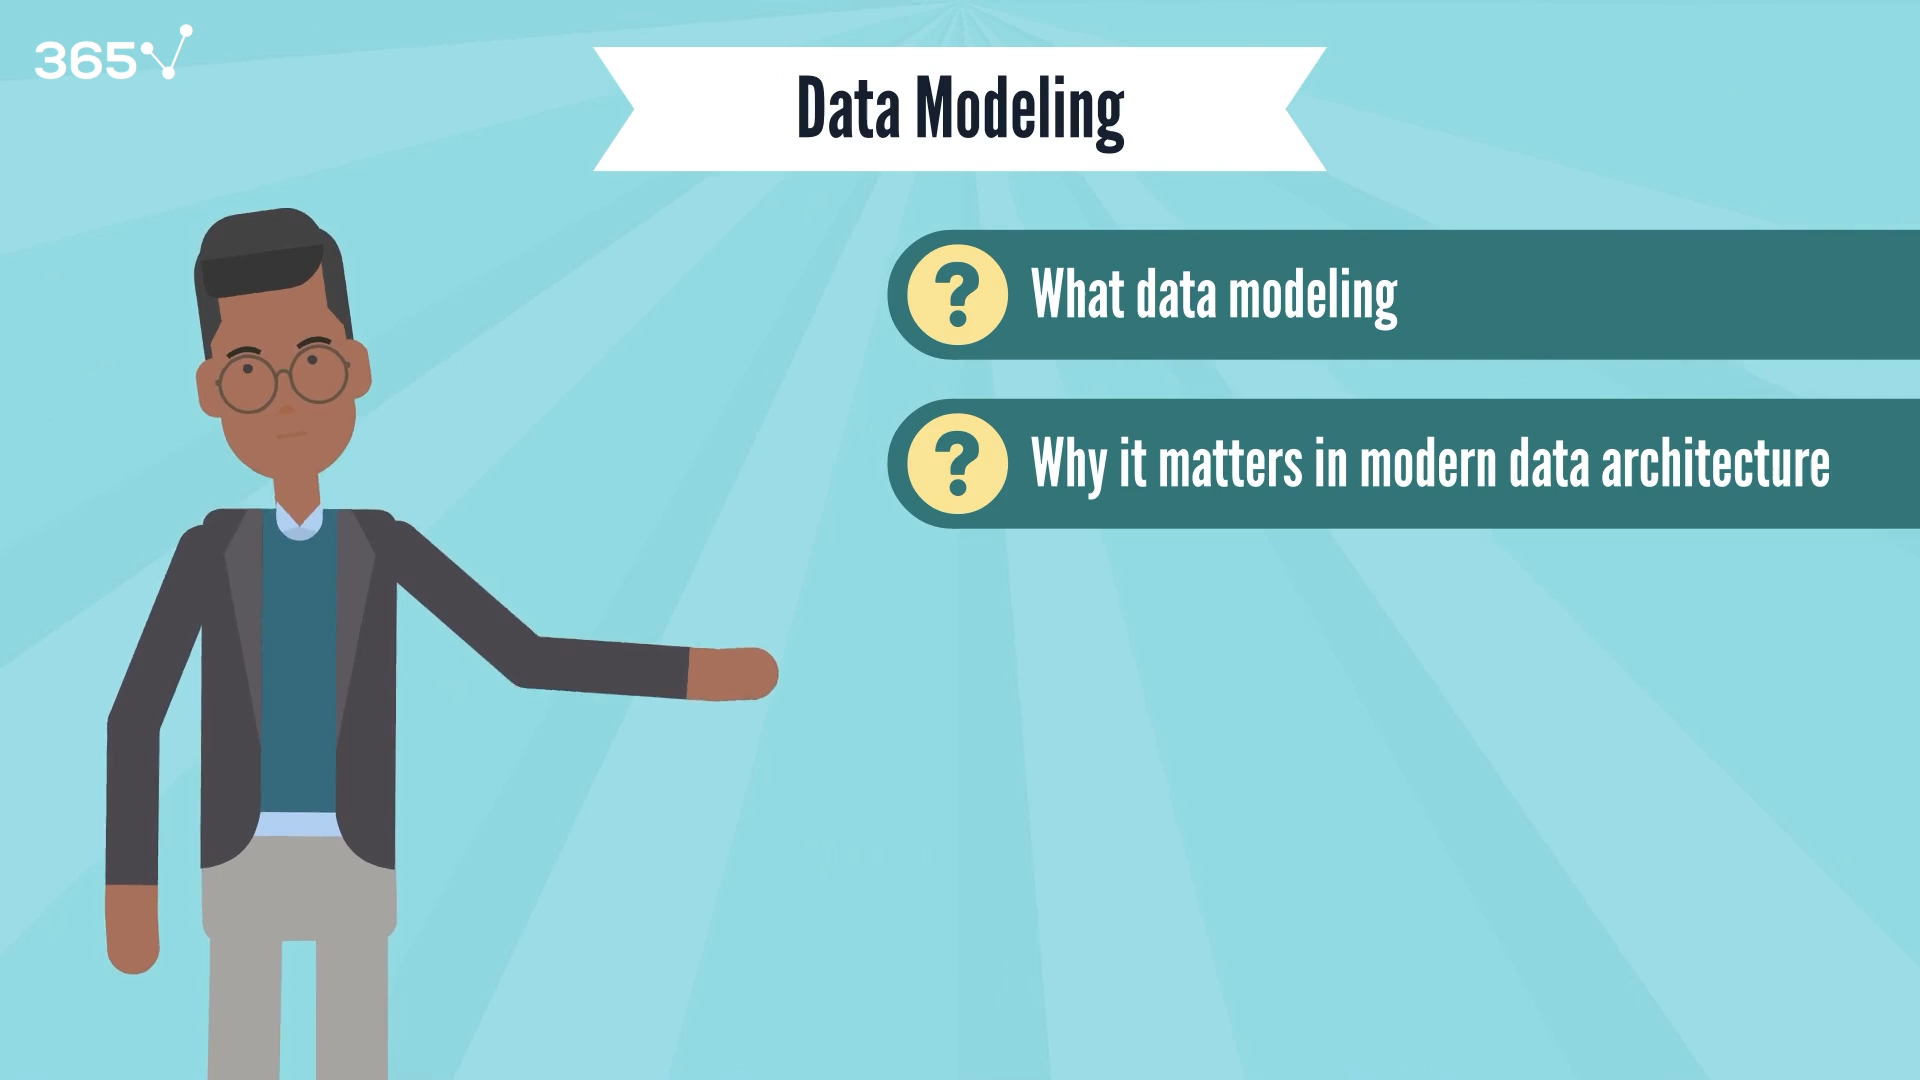 365
Data Modeling
What data modeling
Why it matters in modern data architecture